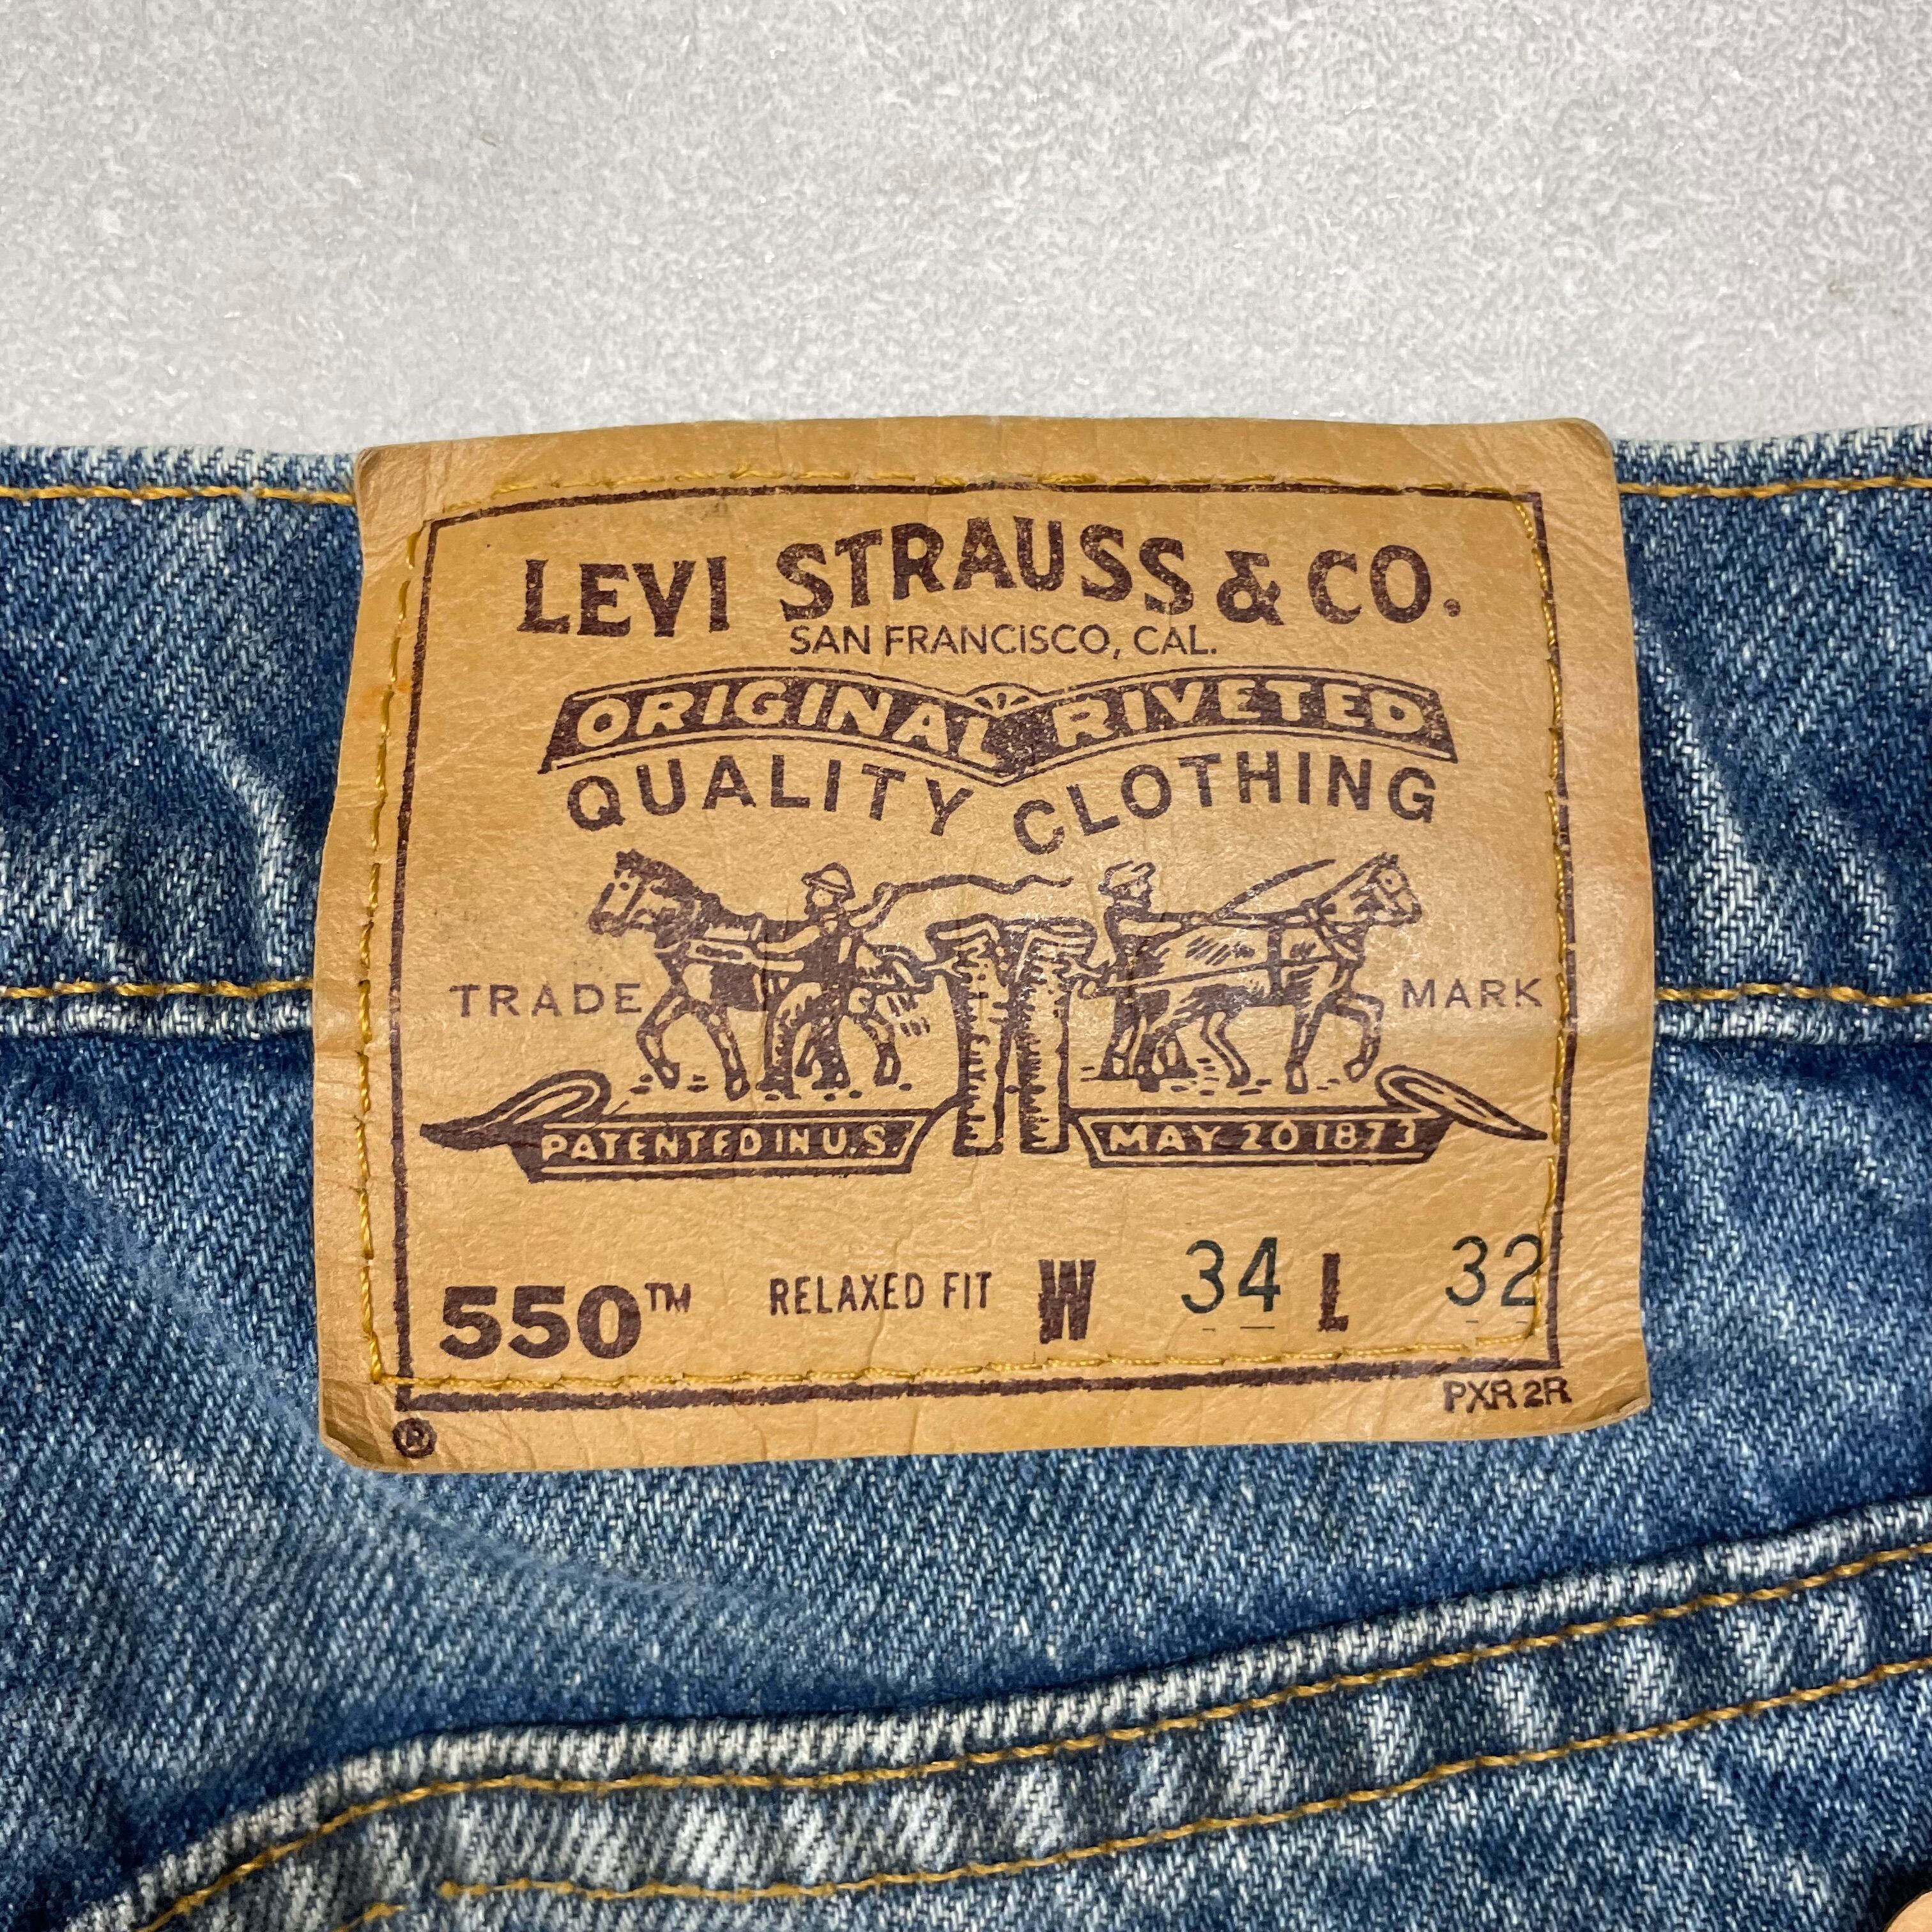 LEVI STRAUSS & CO.
SAN FRANCISCO, CAL.
ORIGINAL RIVETED
QUALITY CLOTHING
TRADE MARK
PATENTED IN U.S. MAY 20 1873
550™ RELAXED FIT W 34 L 32
PXR 2R
®